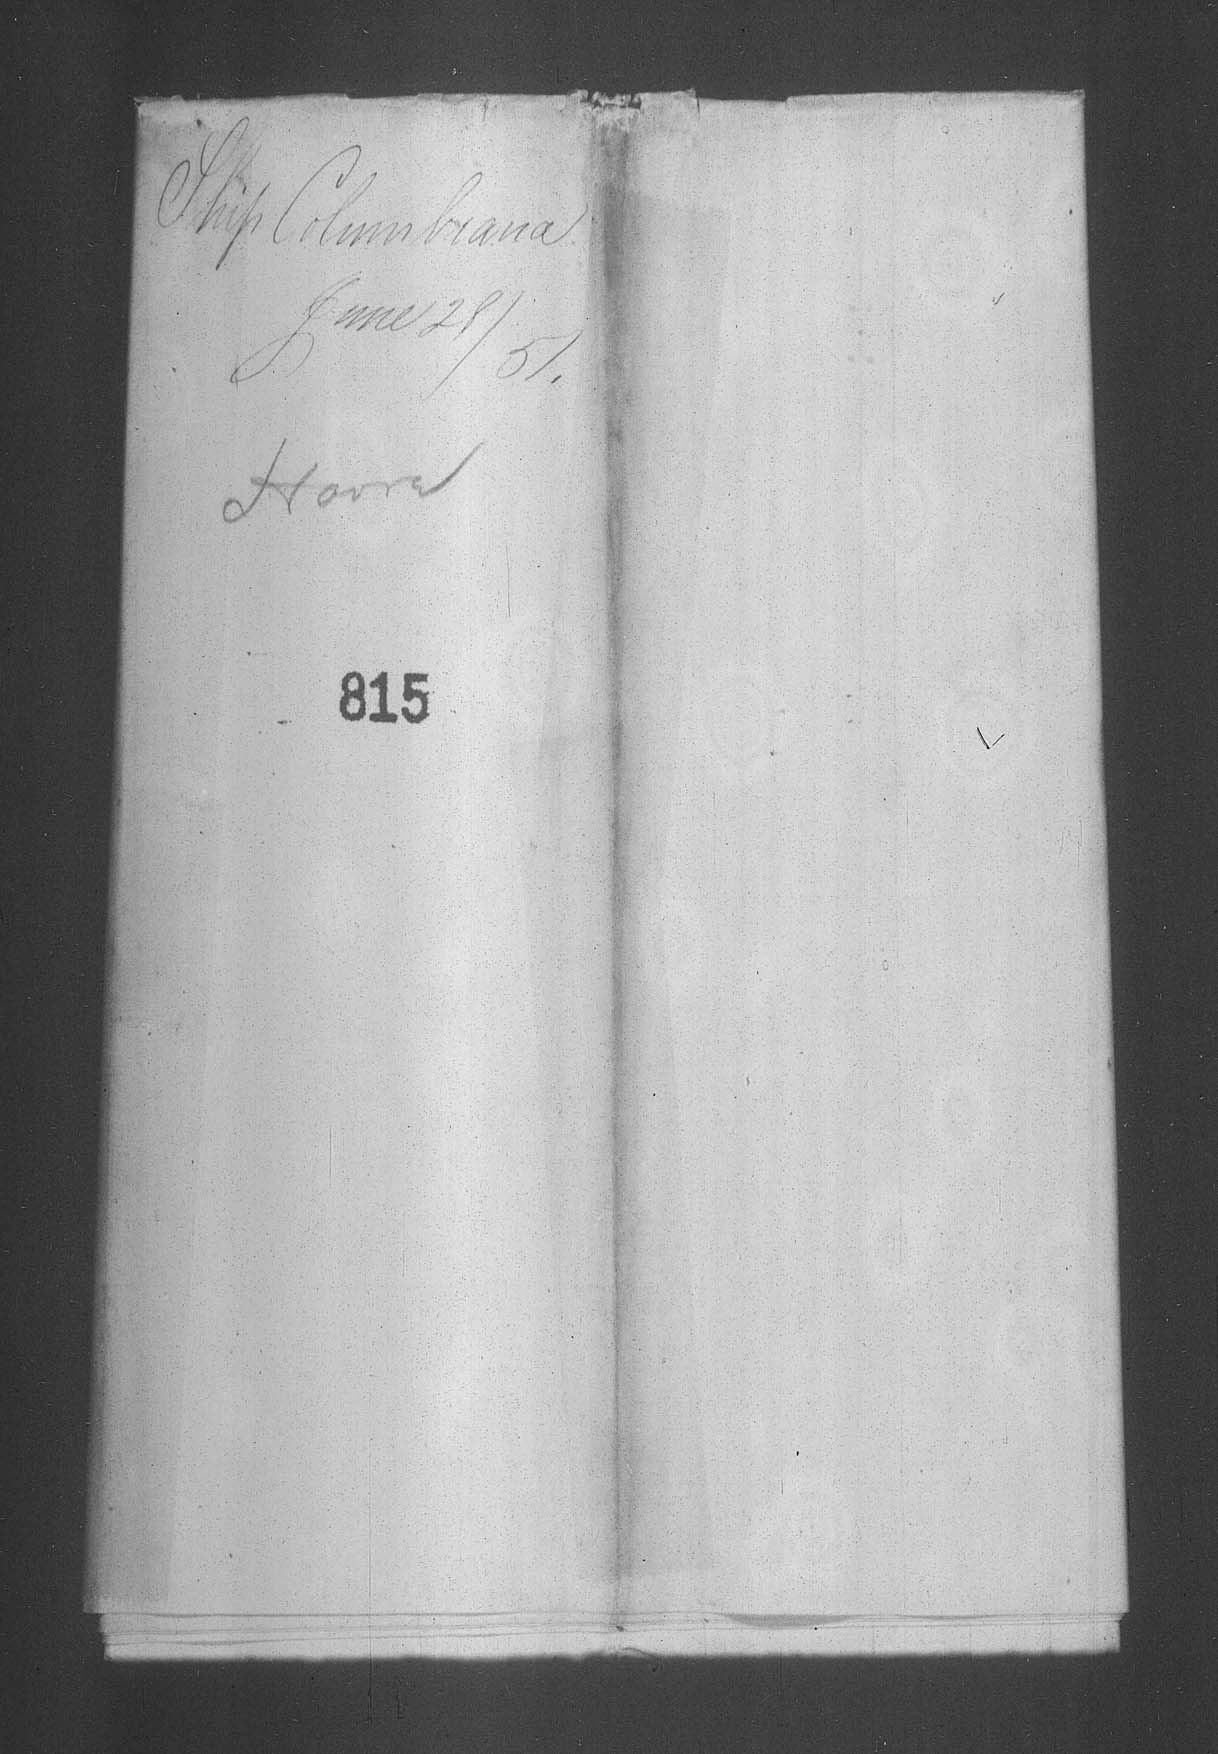 Ship Columbiana
June 28/51.
Havre
815